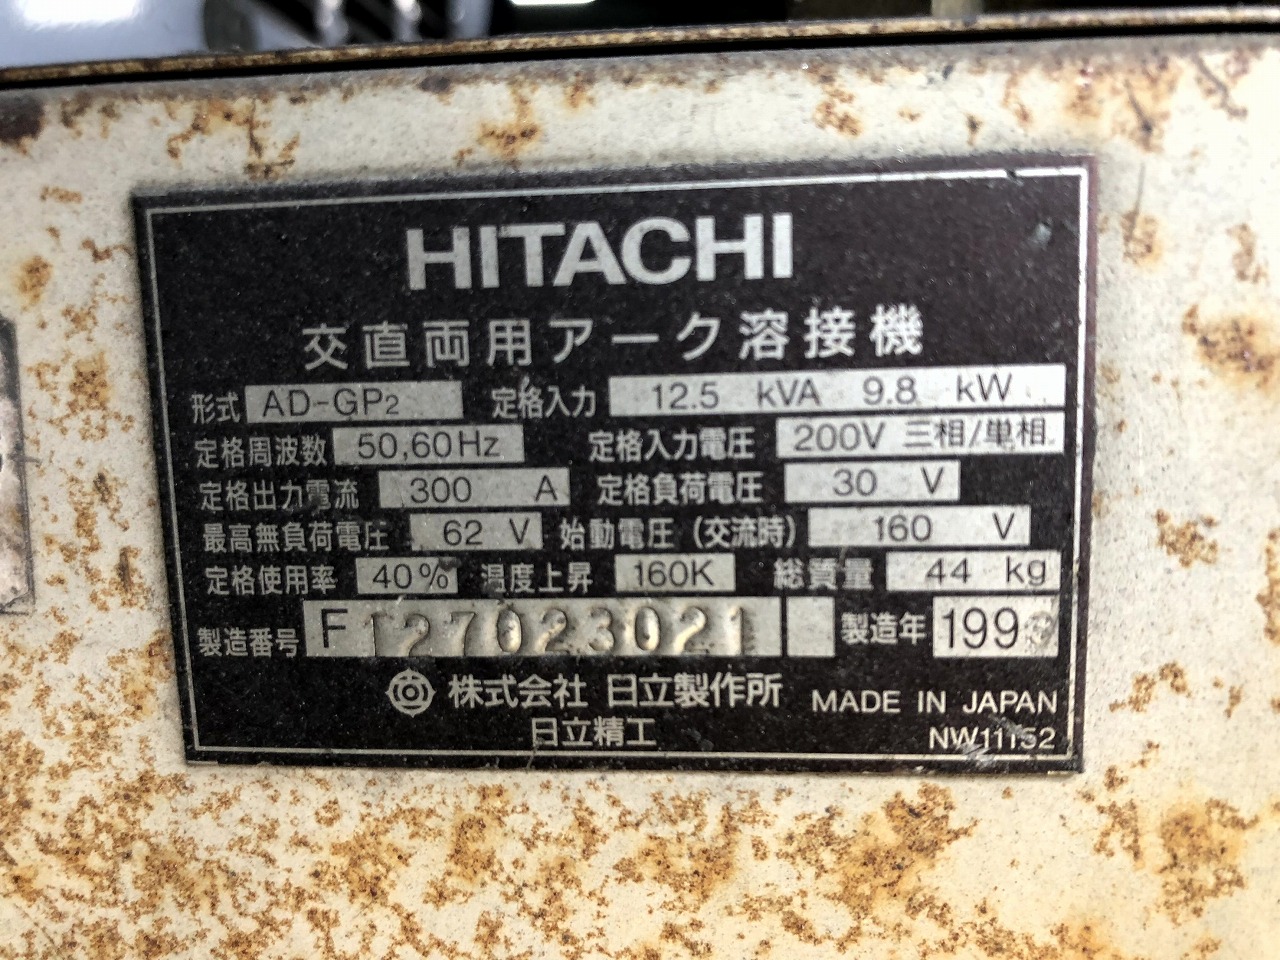 HITACHI
交直両用アーク溶接機
形式 AD-GP2 定格入力 12.5 kVA 9.8 kW
定格周波数 50,60Hz 定格入力電圧 200V 三相/単相
定格出力電流 300 A 定格負荷電圧 30 V
最高無負荷電圧 62 V 始動電圧(交流時) 160 V
定格使用率 40% 温度上昇 160K 総質量 44 kg
製造番号 F127023021 製造年
株式会社 日立製作所 MADE IN JAPAN
日立精工 NW11152